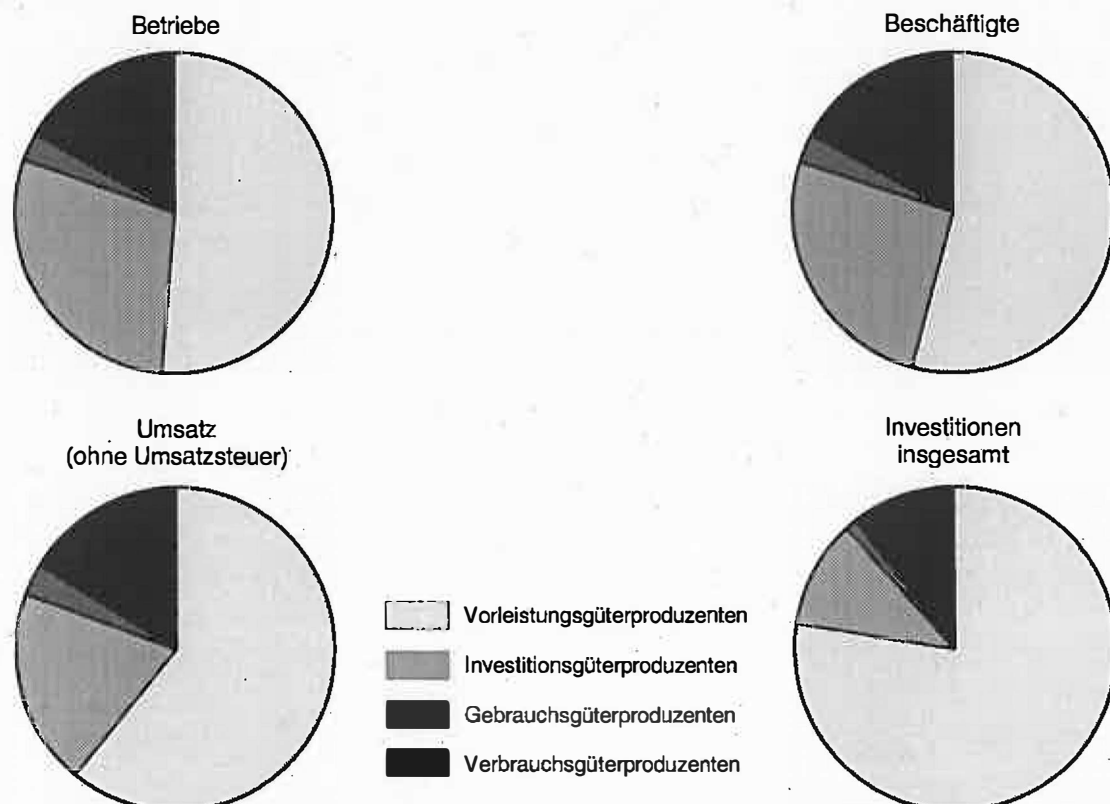 Betriebe
Beschäftigte
Umsatz
(ohne Umsatzsteuer)
Investitionen
insgesamt
Vorleistungsgüterproduzenten
Investitionsgüterproduzenten
Gebrauchsgüterproduzenten
Verbrauchsgüterproduzenten